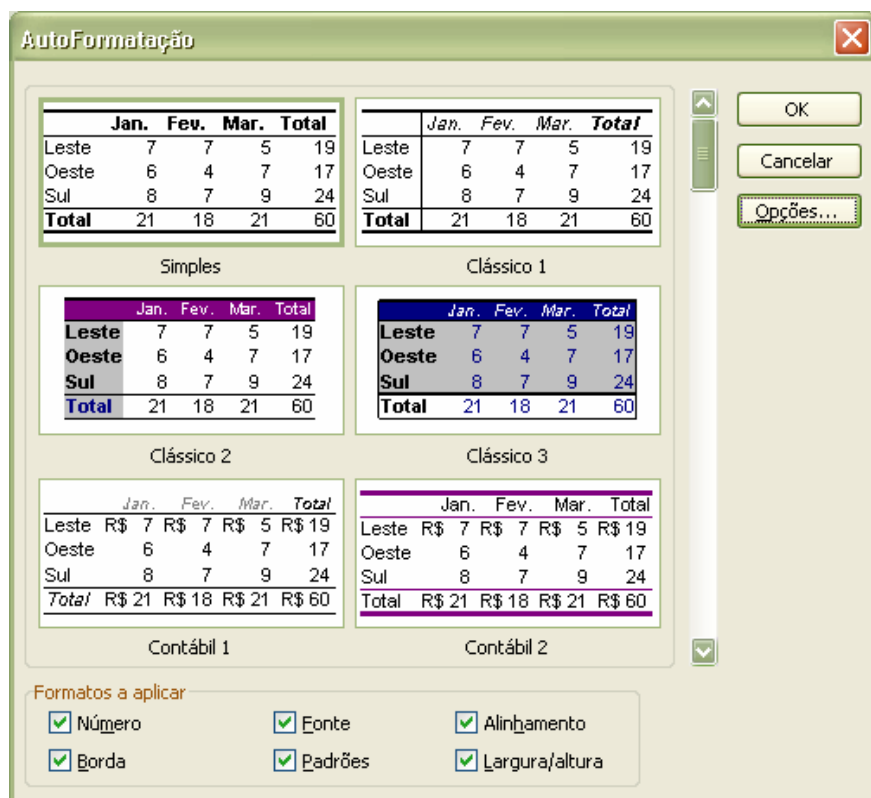 AutoFormatação
Jan. Fev. Mar. Total
Leste 7 7 5 19
Oeste 6 4 7 17
Sul 8 7 9 24
Total 21 18 21 60
Simples
Jan. Fev. Mar. Total
Leste 7 7 5 19
Oeste 6 4 7 17
Sul 8 7 9 24
Total 21 18 21 60
Clássico 1
Jan. Fev. Mar. Total
Leste 7 7 5 19
Oeste 6 4 7 17
Sul 8 7 9 24
Total 21 18 21 60
Clássico 2
Jan. Fev. Mar. Total
Leste 7 7 5 19
Oeste 6 4 7 17
Sul 8 7 9 24
Total 21 18 21 60
Clássico 3
Jan. Fev. Mar. Total
Leste R$ 7 R$ 7 R$ 5 R$ 19
Oeste 6 4 7 17
Sul 8 7 9 24
Total R$ 21 R$ 18 R$ 21 R$ 60
Contábil 1
Jan. Fev. Mar. Total
Leste R$ 7 R$ 7 R$ 5 R$ 19
Oeste 6 4 7 17
Sul 8 7 9 24
Total R$ 21 R$ 18 R$ 21 R$ 60
Contábil 2
OK
Cancelar
Opções...
Formatos a aplicar
Número Fonte Alinhamento
Borda Padrões Largura/altura